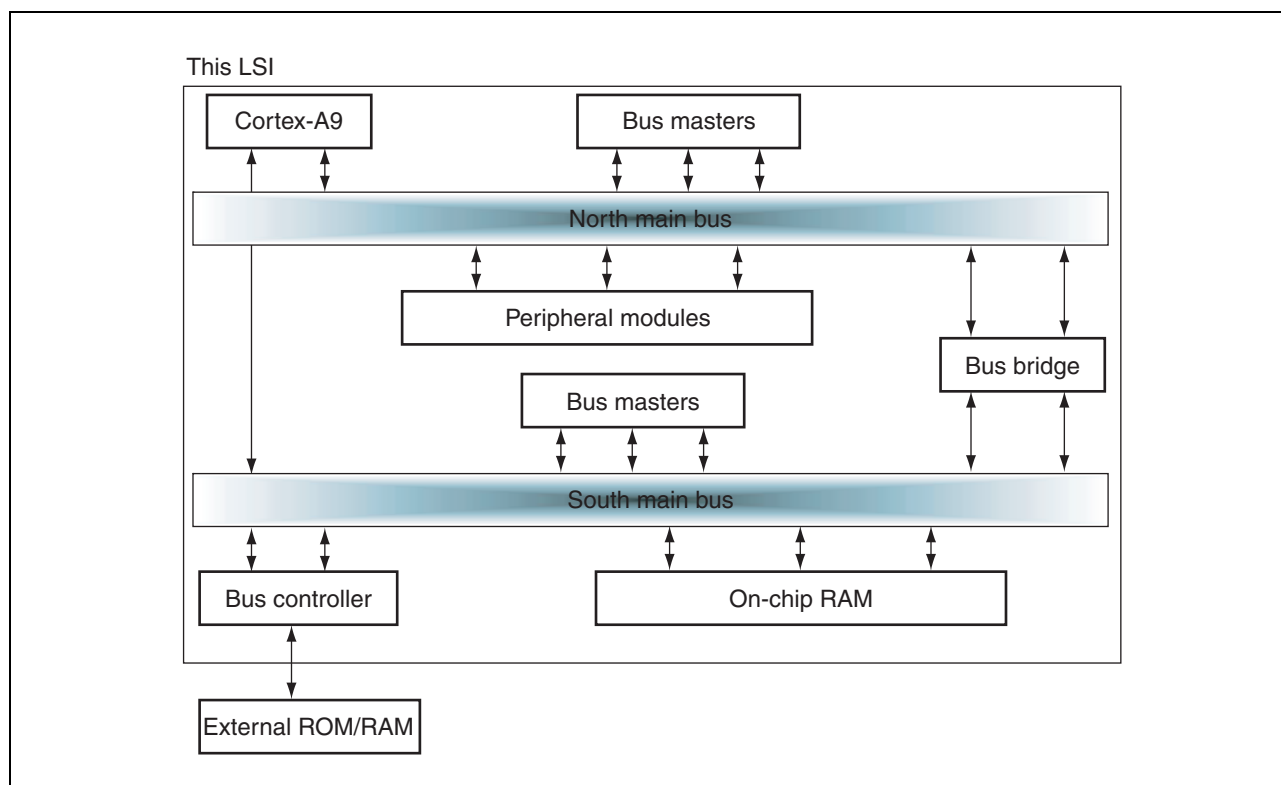 This LSI
Cortex-A9
Bus masters
North main bus
Peripheral modules
Bus bridge
Bus masters
South main bus
Bus controller
On-chip RAM
External ROM/RAM